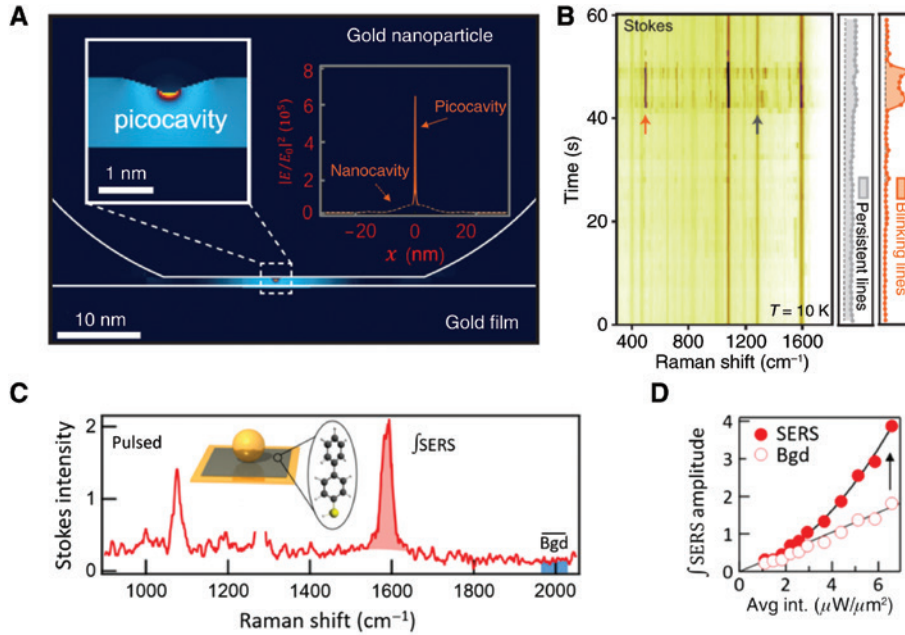 A
Gold nanoparticle
picocavity
1 nm
|E/E₀|² (10⁵)
8
6
4
2
0
Picocavity
Nanocavity
−20
0
20
x (nm)
10 nm
Gold film
B
Stokes
60
40
20
0
Time (s)
T = 10 K
400
800
1200
1600
Raman shift (cm⁻¹)
Persistent lines
Blinking lines
C
Stokes intensity
2
1
0
Pulsed
∫SERS
Bgd
1000
1200
1400
1600
1800
2000
Raman shift (cm⁻¹)
D
∫SERS amplitude
4
3
2
1
0
SERS
Bgd
0
2
4
6
Avg int. (μW/μm²)